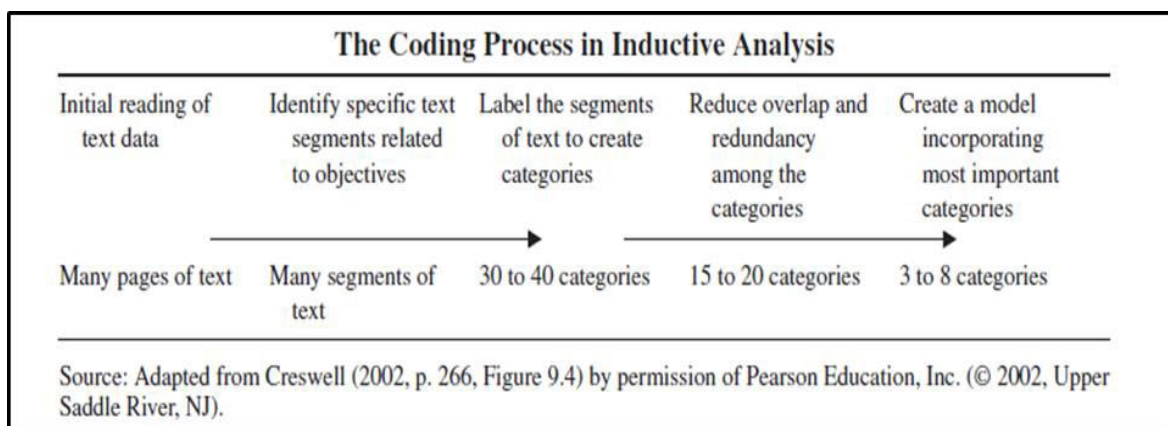 The Coding Process in Inductive Analysis
Initial reading of
text data
Identify specific text
segments related
to objectives
Label the segments
of text to create
categories
Reduce overlap and
redundancy
among the
categories
Create a model
incorporating
most important
categories
Many pages of text
Many segments of
text
30 to 40 categories
15 to 20 categories
3 to 8 categories
Source: Adapted from Creswell (2002, p. 266, Figure 9.4) by permission of Pearson Education, Inc. (© 2002, Upper
Saddle River, NJ).